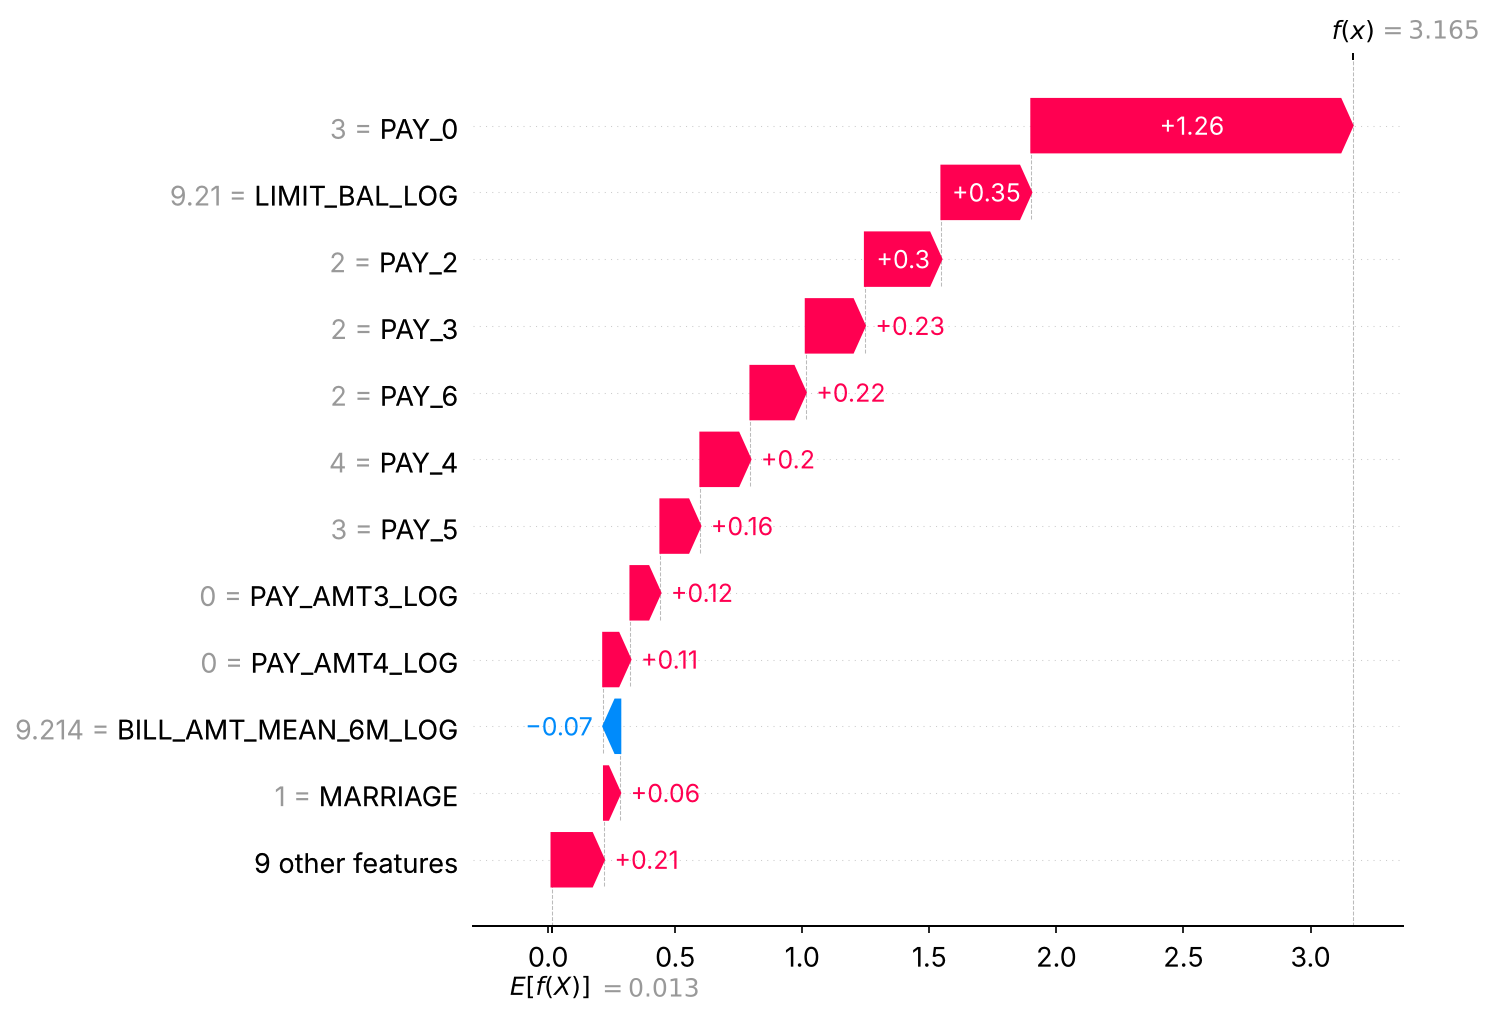 f(x) = 3.165
3 = PAY_0 +1.26
9.21 = LIMIT_BAL_LOG +0.35
2 = PAY_2 +0.3
2 = PAY_3 +0.23
2 = PAY_6 +0.22
4 = PAY_4 +0.2
3 = PAY_5 +0.16
0 = PAY_AMT3_LOG +0.12
0 = PAY_AMT4_LOG +0.11
9.214 = BILL_AMT_MEAN_6M_LOG −0.07
1 = MARRIAGE +0.06
9 other features +0.21
0.0 0.5 1.0 1.5 2.0 2.5 3.0
E[f(X)] = 0.013